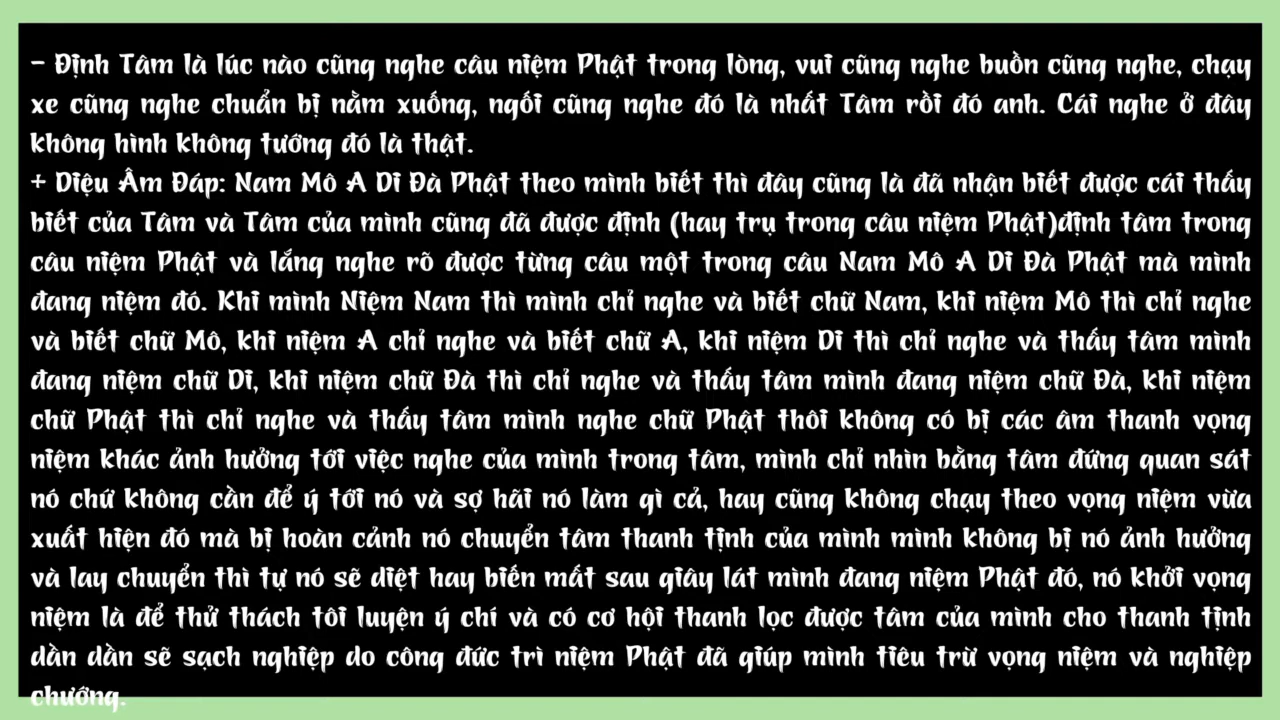 - Định Tâm là lúc nào cũng nghe câu niệm Phật trong lòng, vui cũng nghe buồn cũng nghe, chạy
xe cũng nghe chuẩn bị nằm xuống, ngối cũng nghe đó là nhất Tâm rồi đó anh. Cái nghe ở đây
không hình không tướng đó là thật.
+ Diệu Âm Đáp: Nam Mô A Di Đà Phật theo mình biết thì đây cũng là đã nhận biết được cái thấy
biết của Tâm và Tâm của mình cũng đã được định (hay trụ trong câu niệm Phật)định tâm trong
câu niệm Phật và lắng nghe rõ được từng câu một trong câu Nam Mô A Di Đà Phật mà mình
đang niệm đó. Khi mình Niệm Nam thì mình chỉ nghe và biết chữ Nam, khi niệm Mô thì chỉ nghe
và biết chữ Mô, khi niệm A chỉ nghe và biết chữ A, khi niệm Di thì chỉ nghe và thấy tâm mình
đang niệm chữ Di, khi niệm chữ Đà thì chỉ nghe và thấy tâm mình đang niệm chữ Đà, khi niệm
chữ Phật thì chỉ nghe và thấy tâm mình nghe chữ Phật thôi không có bị các âm thanh vọng
niệm khác ảnh hưởng tới việc nghe của mình trong tâm, mình chỉ nhìn bằng tâm đứng quan sát
nó chứ không cần để ý tới nó và sợ hãi nó làm gì cả, hay cũng không chạy theo vọng niệm vừa
xuất hiện đó mà bị hoàn cảnh nó chuyển tâm thanh tịnh của mình mình không bị nó ảnh hưởng
và lay chuyển thì tự nó sẽ diệt hay biến mất sau giây lát mình đang niệm Phật đó, nó khởi vọng
niệm là để thử thách tôi luyện ý chí và có cơ hội thanh lọc được tâm của mình cho thanh tịnh
dần dần sẽ sạch nghiệp do công đức trì niệm Phật đã giúp mình tiêu trừ vọng niệm và nghiệp
chướng.